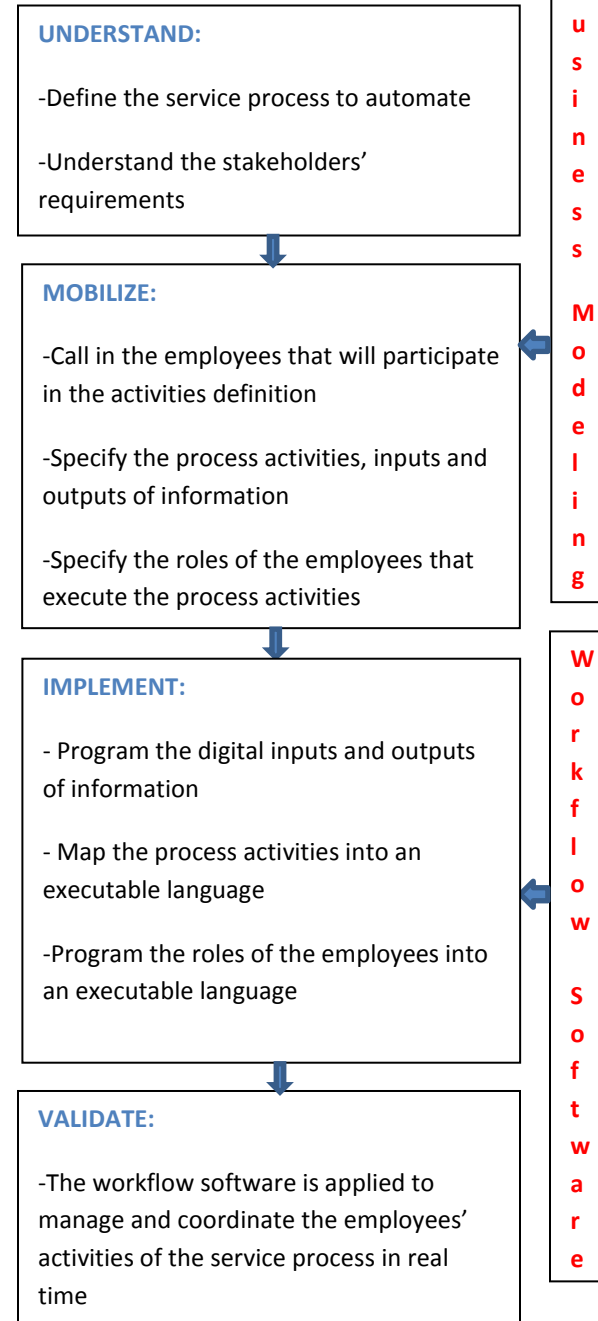 UNDERSTAND:
-Define the service process to automate
-Understand the stakeholders’
requirements
MOBILIZE:
-Call in the employees that will participate
in the activities definition
-Specify the process activities, inputs and
outputs of information
-Specify the roles of the employees that
execute the process activities
IMPLEMENT:
- Program the digital inputs and outputs
of information
- Map the process activities into an
executable language
-Program the roles of the employees into
an executable language
VALIDATE:
-The workflow software is applied to
manage and coordinate the employees’
activities of the service process in real
time
u
s
i
n
e
s
s
M
o
d
e
l
i
n
g
W
o
r
k
f
l
o
w
S
o
f
t
w
a
r
e